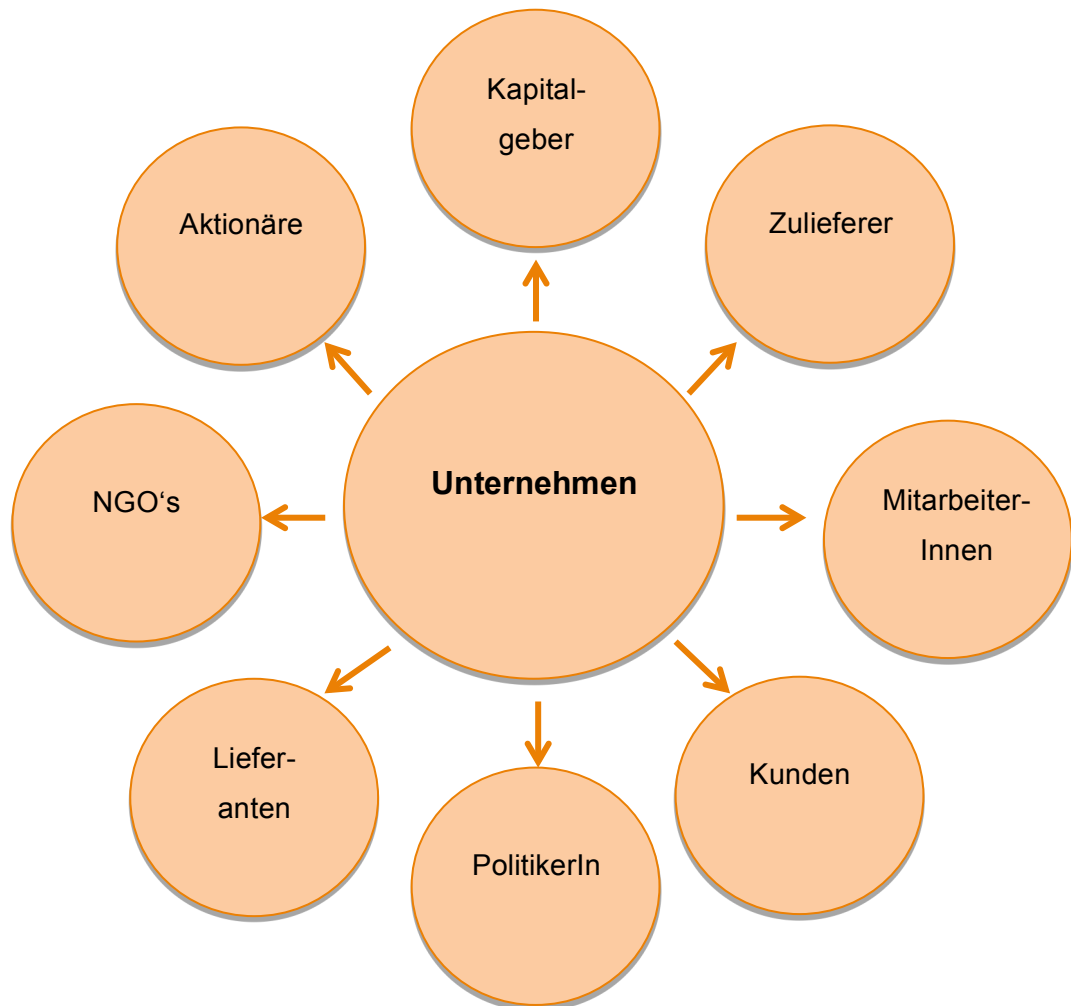 Kapital-
geber
Aktionäre
Zulieferer
Unternehmen
NGO‘s
Mitarbeiter-
Innen
Liefer-
anten
Kunden
PolitikerIn